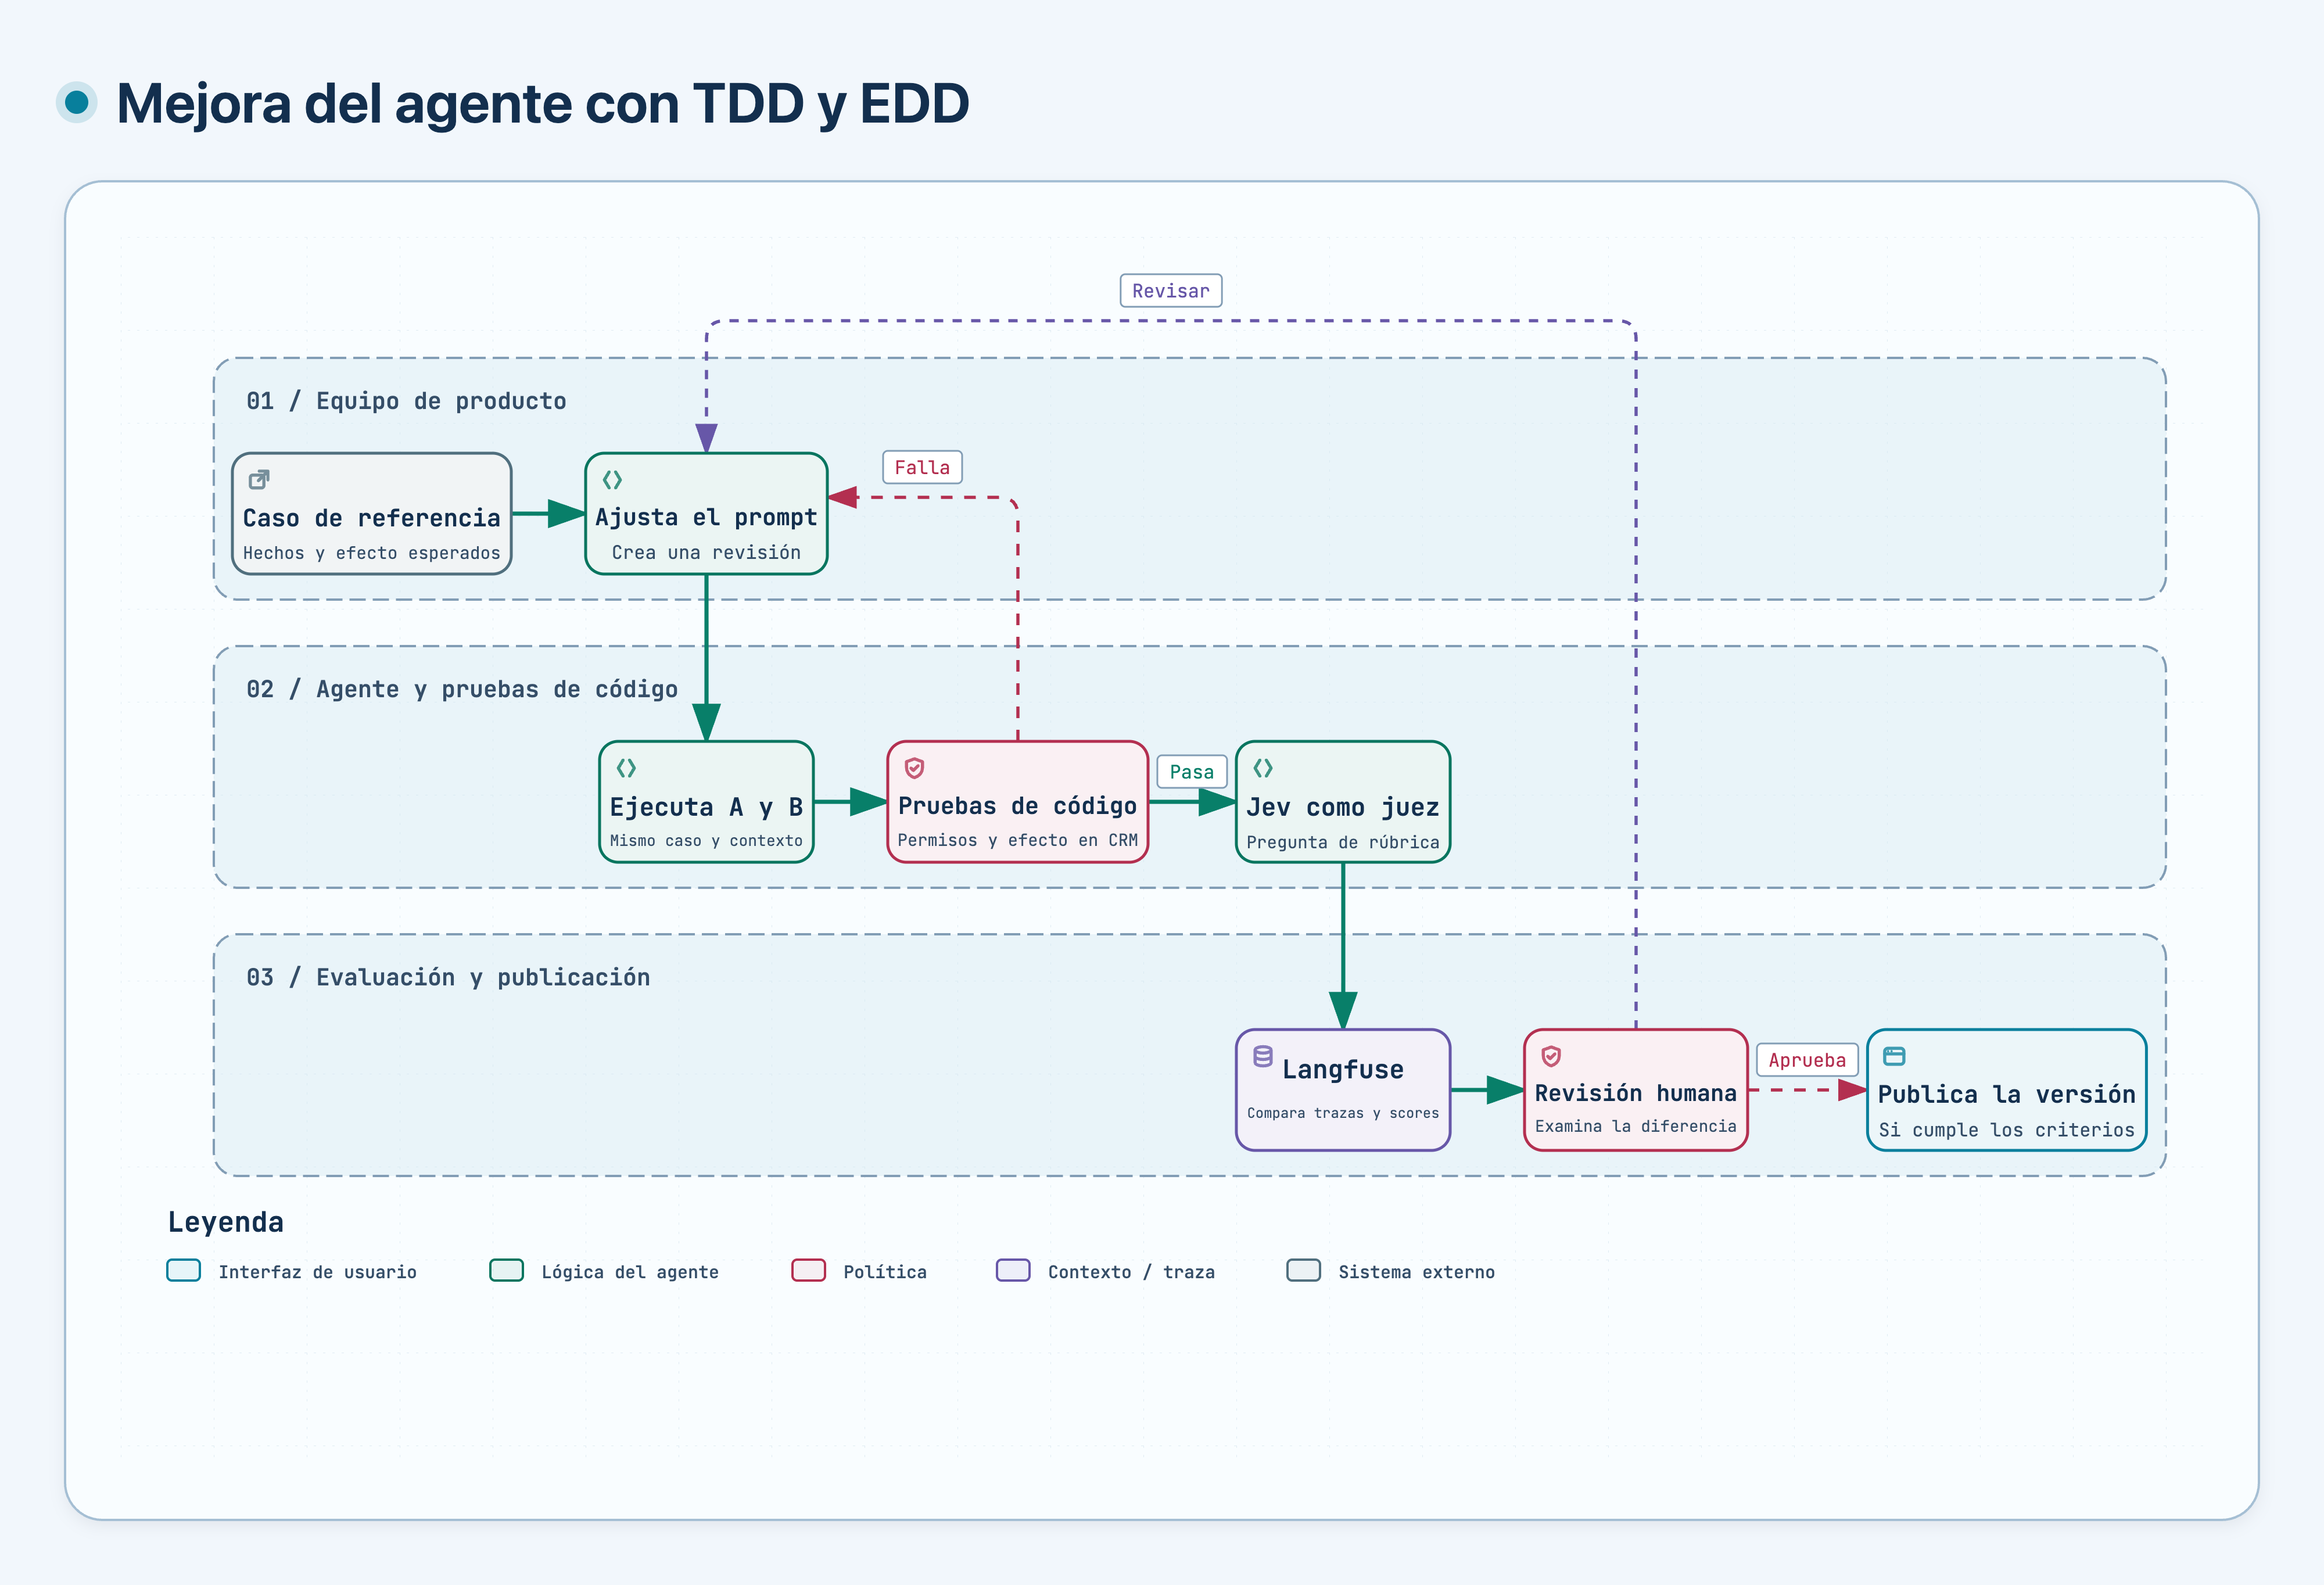 Mejora del agente con TDD y EDD
Revisar
01 / Equipo de producto
Falla
Caso de referencia
Hechos y efecto esperados
Ajusta el prompt
Crea una revisión
02 / Agente y pruebas de código
Ejecuta A y B
Mismo caso y contexto
Pruebas de código
Permisos y efecto en CRM
Pasa
Jev como juez
Pregunta de rúbrica
03 / Evaluación y publicación
Langfuse
Compara trazas y scores
Revisión humana
Examina la diferencia
Aprueba
Publica la versión
Si cumple los criterios
Leyenda
Interfaz de usuario
Lógica del agente
Política
Contexto / traza
Sistema externo